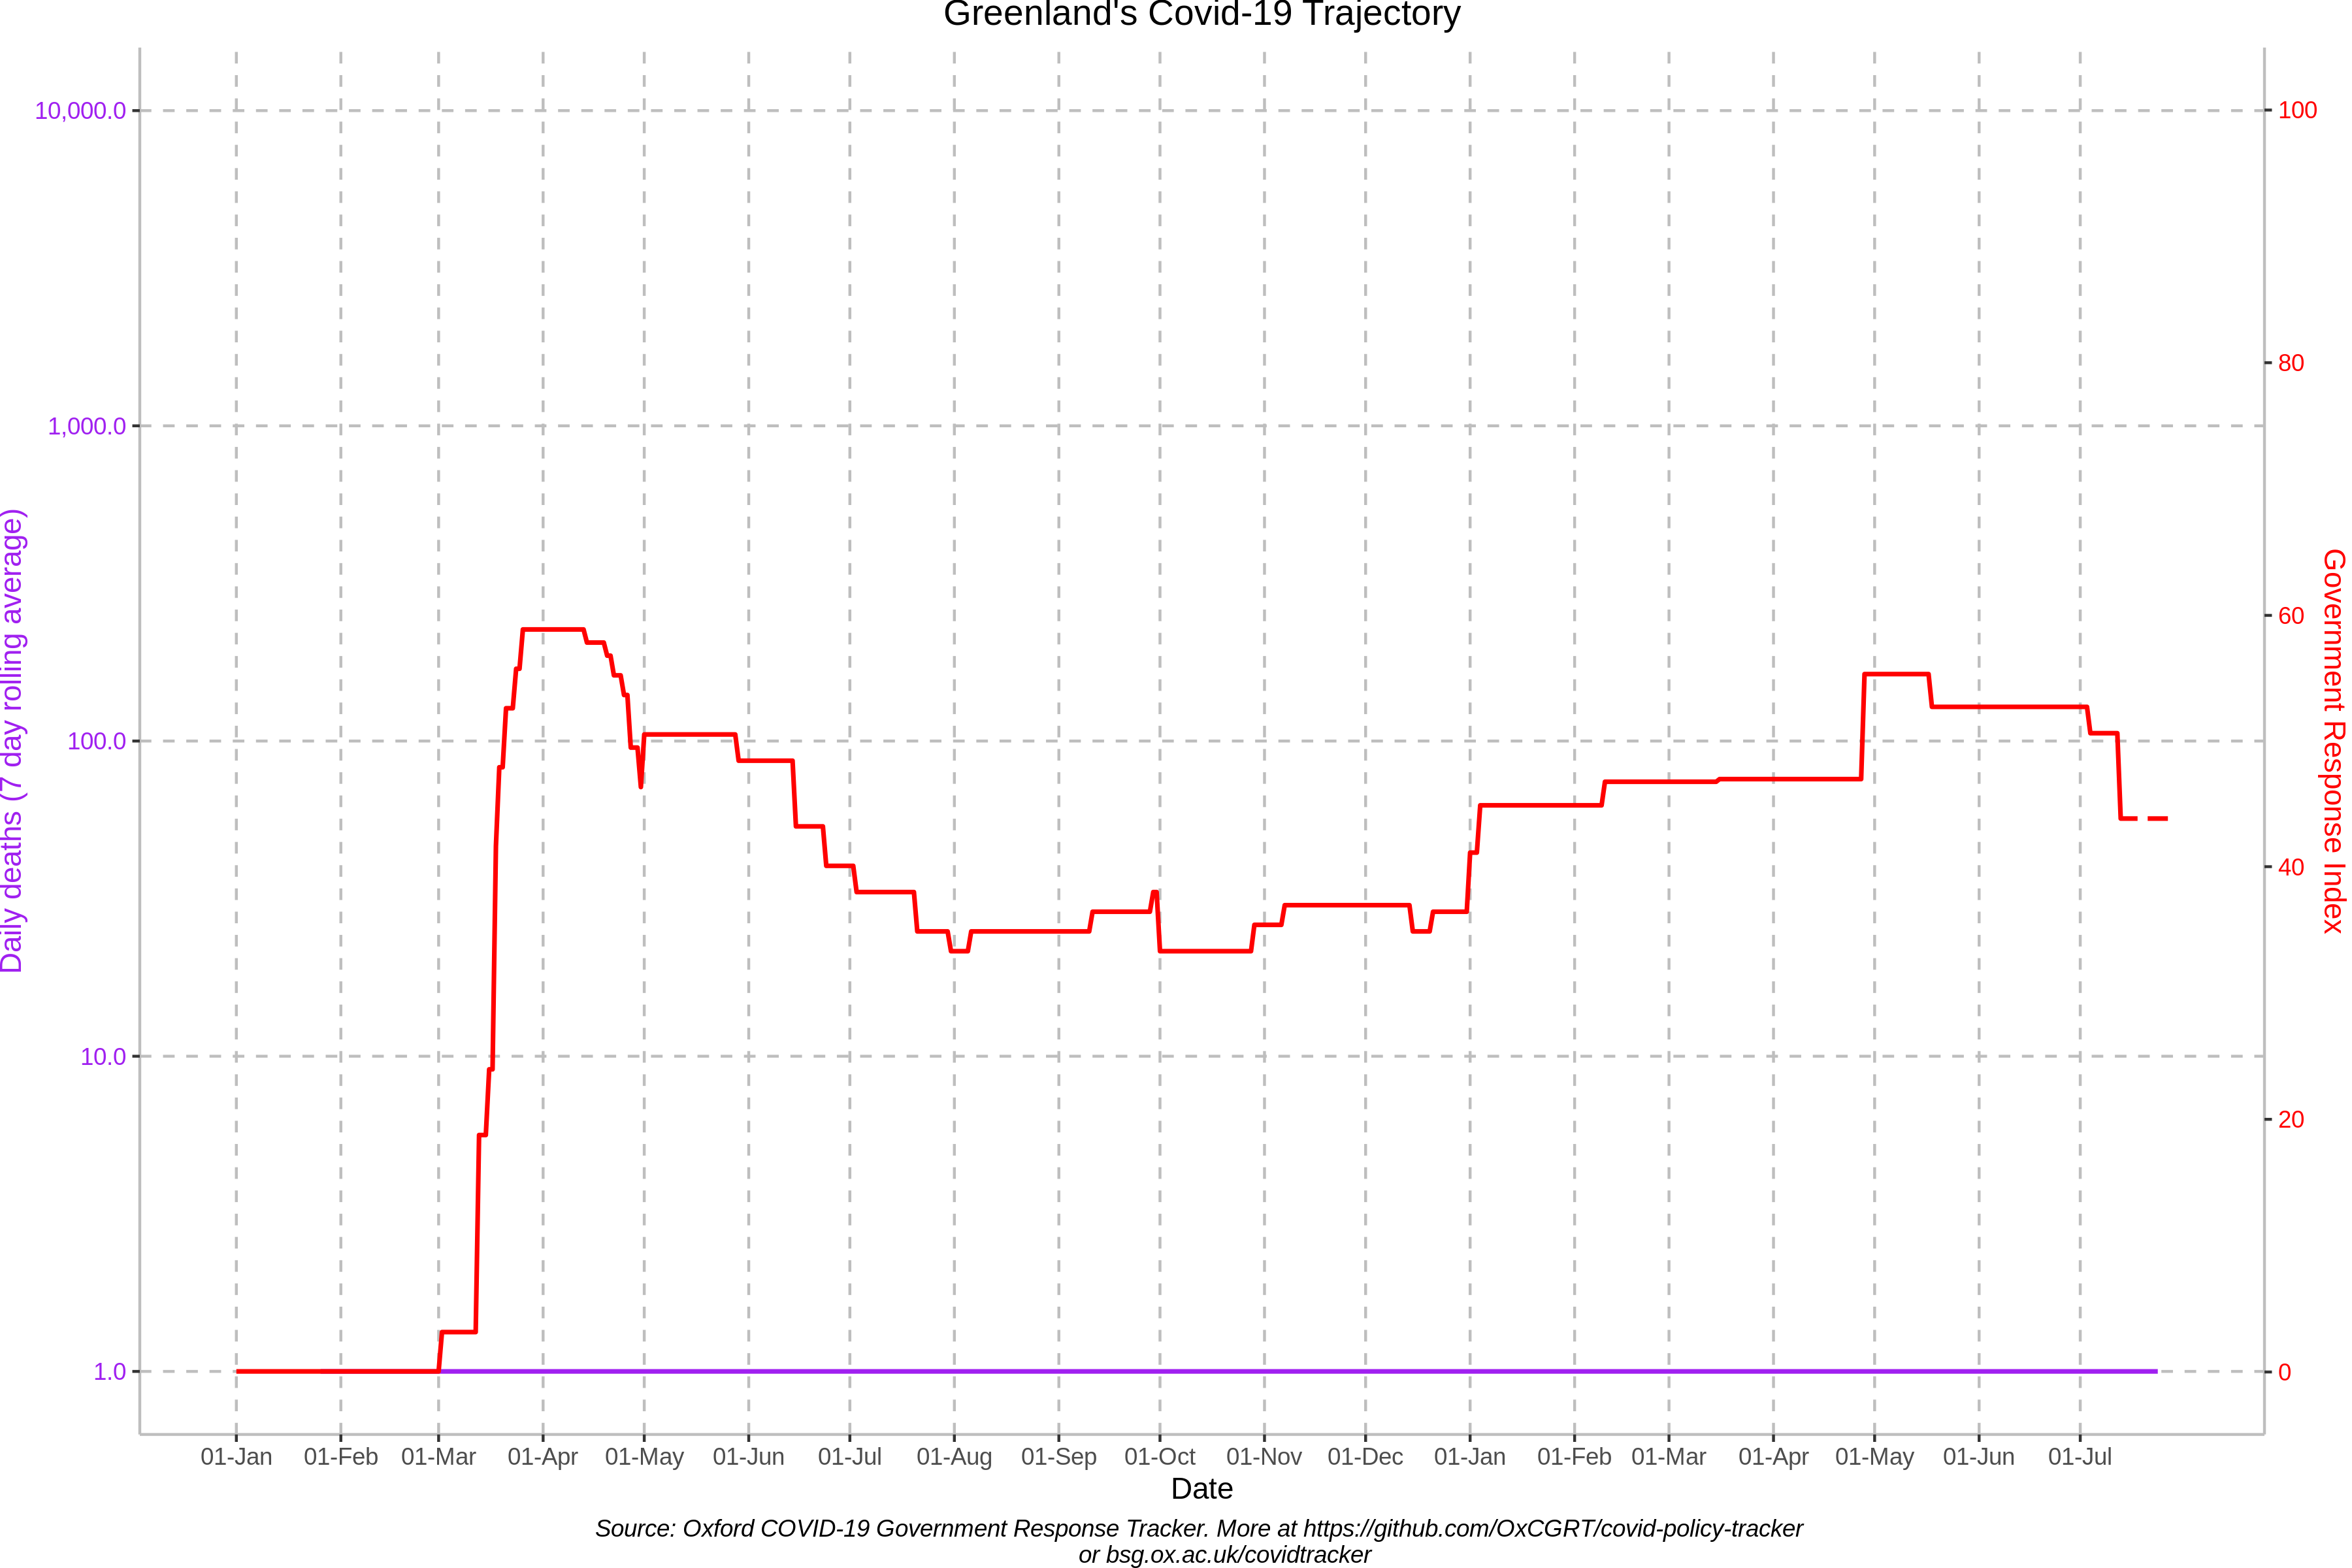 Greenland's Covid-19 Trajectory
10,000.0
1,000.0
100.0
10.0
1.0
Daily deaths (7 day rolling average)
100
80
60
40
20
0
Government Response Index
01-Jan 01-Feb 01-Mar 01-Apr 01-May 01-Jun 01-Jul 01-Aug 01-Sep 01-Oct 01-Nov 01-Dec 01-Jan 01-Feb 01-Mar 01-Apr 01-May 01-Jun 01-Jul
Date
Source: Oxford COVID-19 Government Response Tracker. More at https://github.com/OxCGRT/covid-policy-tracker
or bsg.ox.ac.uk/covidtracker